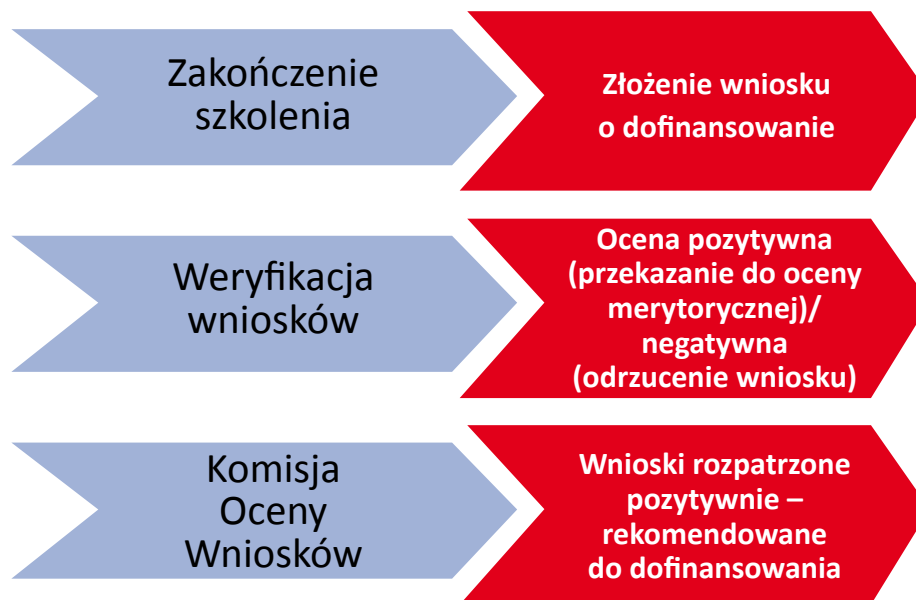 Zakończenie
szkolenia
Złożenie wniosku
o dofinansowanie
Weryfikacja
wniosków
Ocena pozytywna
(przekazanie do oceny
merytorycznej)/
negatywna
(odrzucenie wniosku)
Komisja
Oceny
Wniosków
Wnioski rozpatrzone
pozytywnie –
rekomendowane
do dofinansowania